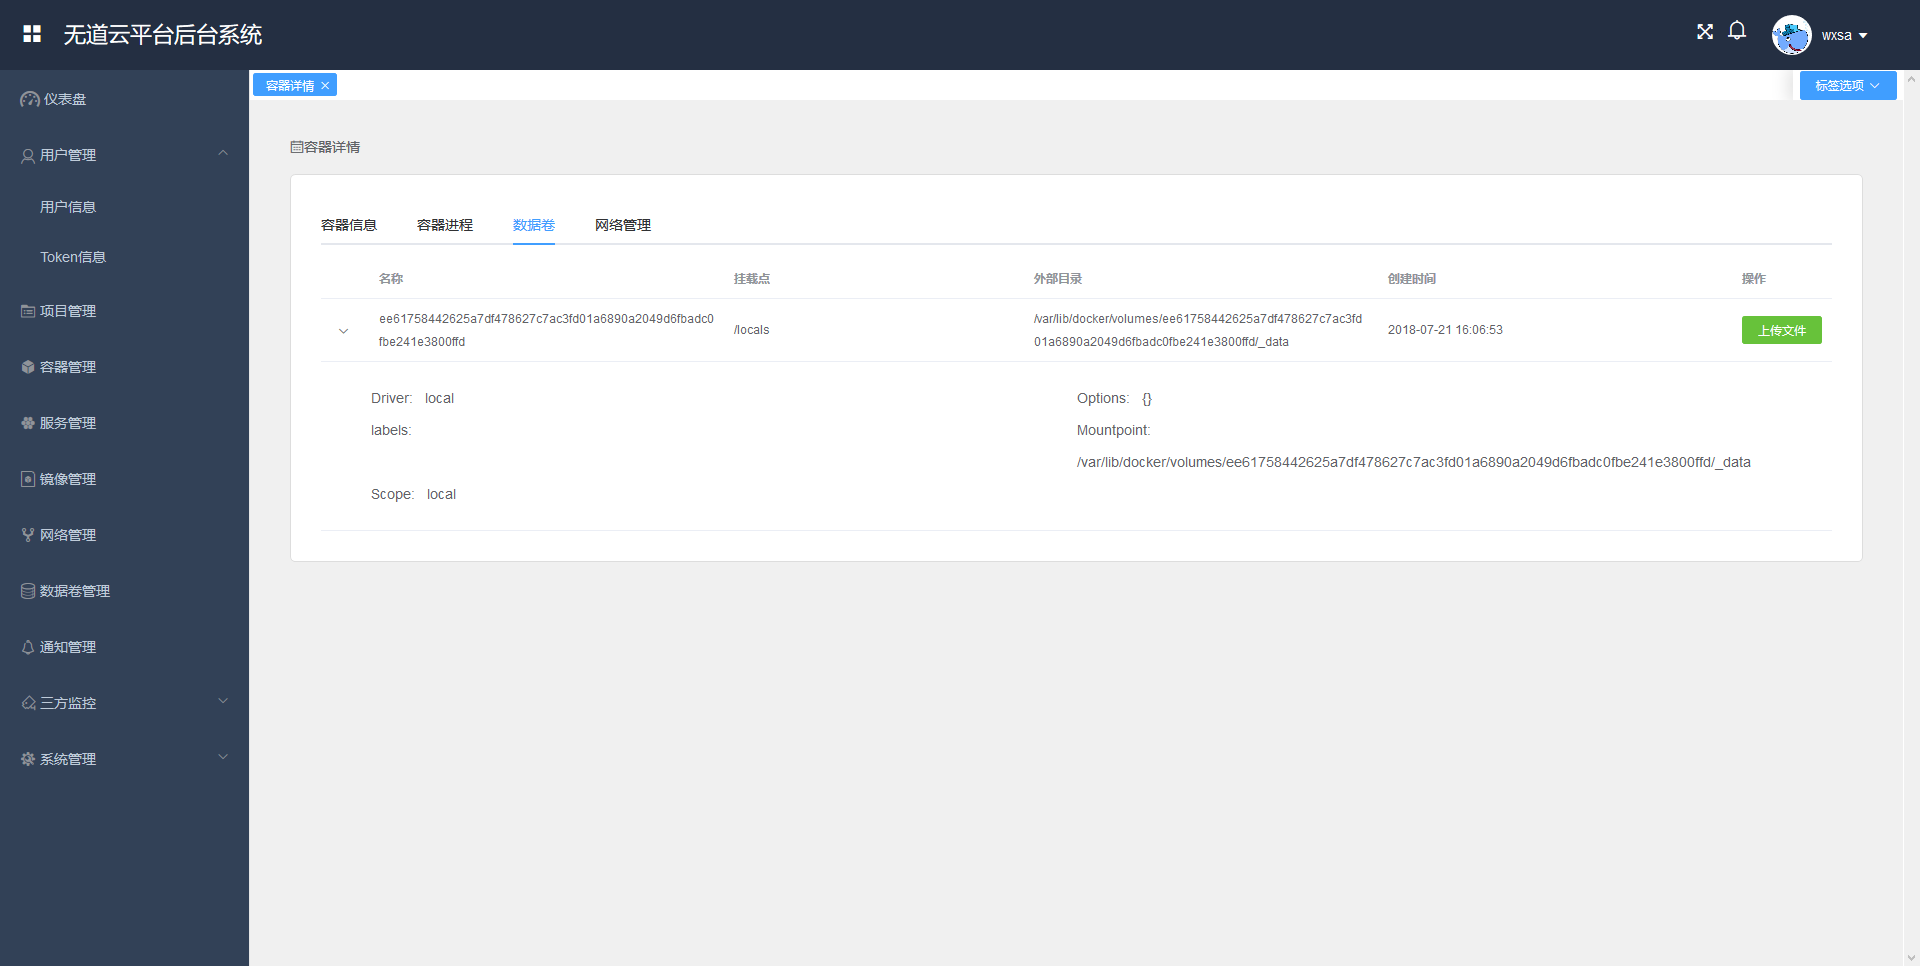 无道云平台后台系统
wxsa
仪表盘
用户管理
用户信息
Token信息
项目管理
容器管理
服务管理
镜像管理
网络管理
数据卷管理
通知管理
三方监控
系统管理
容器详情
标签选项
容器详情
容器信息 容器进程 数据卷 网络管理
名称 挂载点 外部目录 创建时间 操作
ee61758442625a7df478627c7ac3fd01a6890a2049d6fbadc0
fbe241e3800ffd
/locals
/var/lib/docker/volumes/ee61758442625a7df478627c7ac3fd
01a6890a2049d6fbadc0fbe241e3800ffd/_data
2018-07-21 16:06:53
上传文件
Driver: local
Options: {}
labels:
Mountpoint:
/var/lib/docker/volumes/ee61758442625a7df478627c7ac3fd01a6890a2049d6fbadc0fbe241e3800ffd/_data
Scope: local